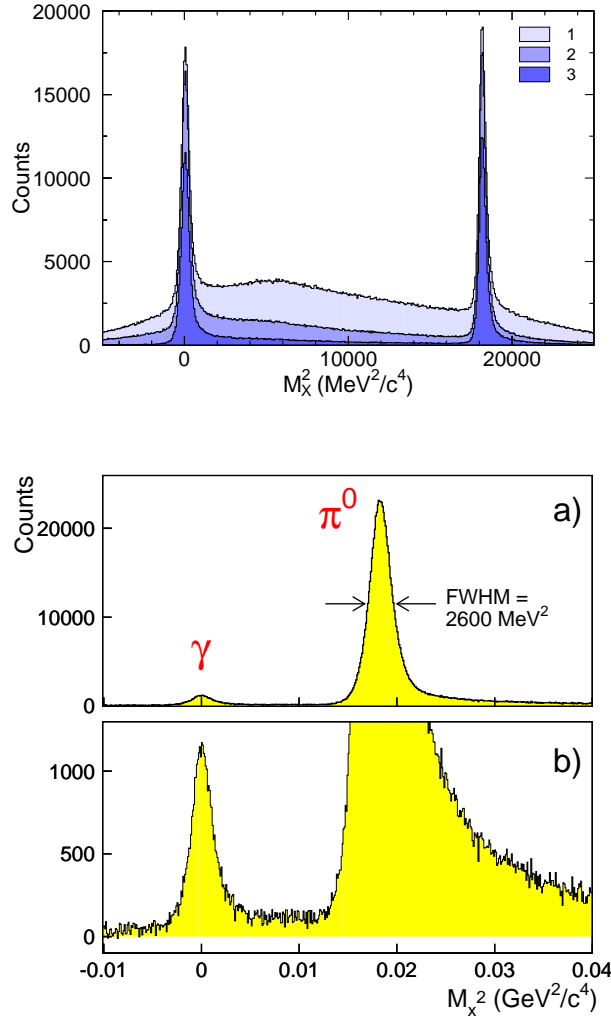 20000
15000
10000
5000
0
Counts
1
2
3
0 10000 20000
M_X^2 (MeV^2/c^4)
Counts
20000
10000
0
π^0
a)
γ
FWHM =
2600 MeV^2
b)
1000
500
0
-0.01 0 0.01 0.02 0.03 0.04
M_x^2 (GeV^2/c^4)